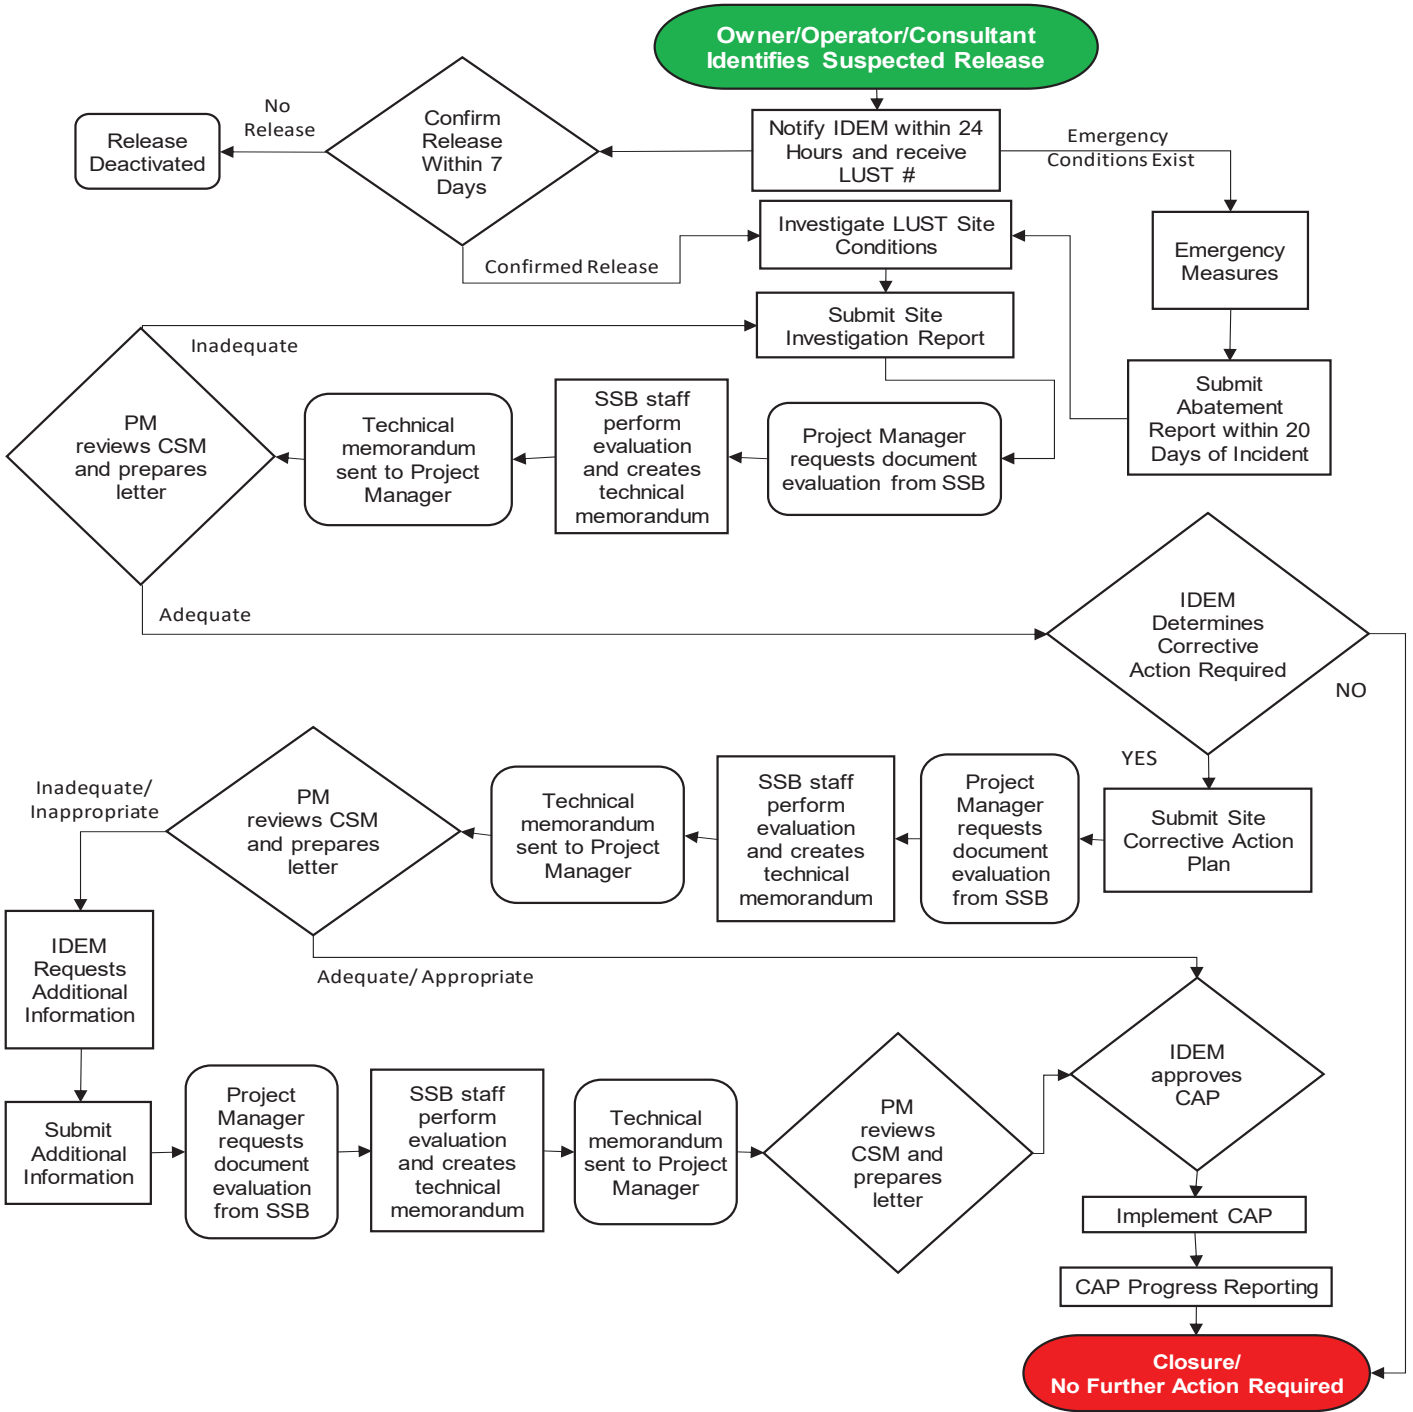 Owner/Operator/Consultant
Identifies Suspected Release
No
Release
Release
Deactivated
Confirm
Release
Within 7
Days
Notify IDEM within 24
Hours and receive
LUST #
Emergency
Conditions Exist
Investigate LUST Site
Conditions
Emergency
Measures
Confirmed Release
Submit Site
Investigation Report
Inadequate
Submit
Abatement
Report within 20
Days of Incident
PM
reviews CSM
and prepares
letter
Technical
memorandum
sent to Project
Manager
SSB staff
perform
evaluation
and creates
technical
memorandum
Project Manager
requests document
evaluation from SSB
Adequate
IDEM
Determines
Corrective
Action Required
NO
YES
Inadequate/
Inappropriate
PM
reviews CSM
and prepares
letter
Technical
memorandum
sent to Project
Manager
SSB staff
perform
evaluation
and creates
technical
memorandum
Project
Manager
requests
document
evaluation
from SSB
Submit Site
Corrective Action
Plan
IDEM
Requests
Additional
Information
Adequate/ Appropriate
IDEM
approves
CAP
Submit
Additional
Information
Project
Manager
requests
document
evaluation
from SSB
SSB staff
perform
evaluation
and creates
technical
memorandum
Technical
memorandum
sent to Project
Manager
PM
reviews
CSM and
prepares
letter
Implement CAP
CAP Progress Reporting
Closure/
No Further Action Required